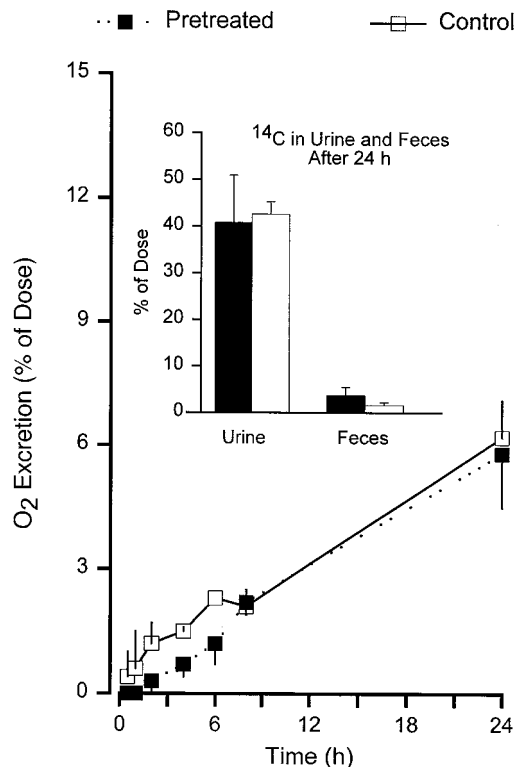 Pretreated Control
15
12
9
6
3
0
O2 Excretion (% of Dose)
14C in Urine and Feces
After 24 h
60
50
40
30
20
10
0
% of Dose
Urine Feces
0 6 12 18 24
Time (h)